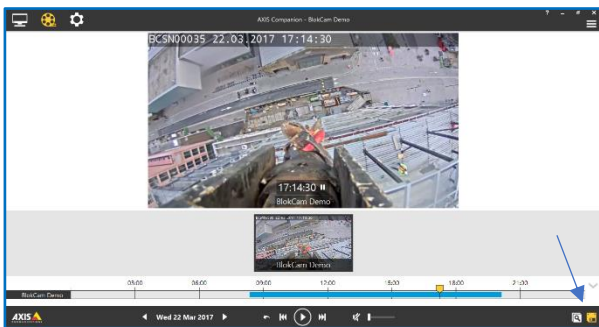 AXIS Companion - BlokCam Demo
BCSN00035 22.03.2017 17:14:30
17:14:30
BlokCam Demo
BlokCam Demo
03:00 06:00 09:00 12:00 15:00 18:00 21:00
BlokCam Demo
AXIS Wed 22 Mar 2017